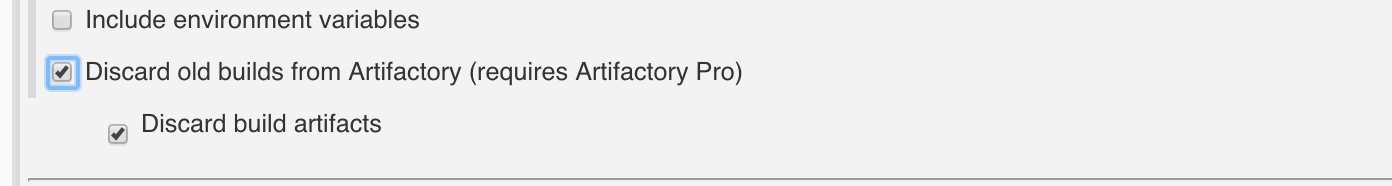 Include environment variables
Discard old builds from Artifactory (requires Artifactory Pro)
Discard build artifacts